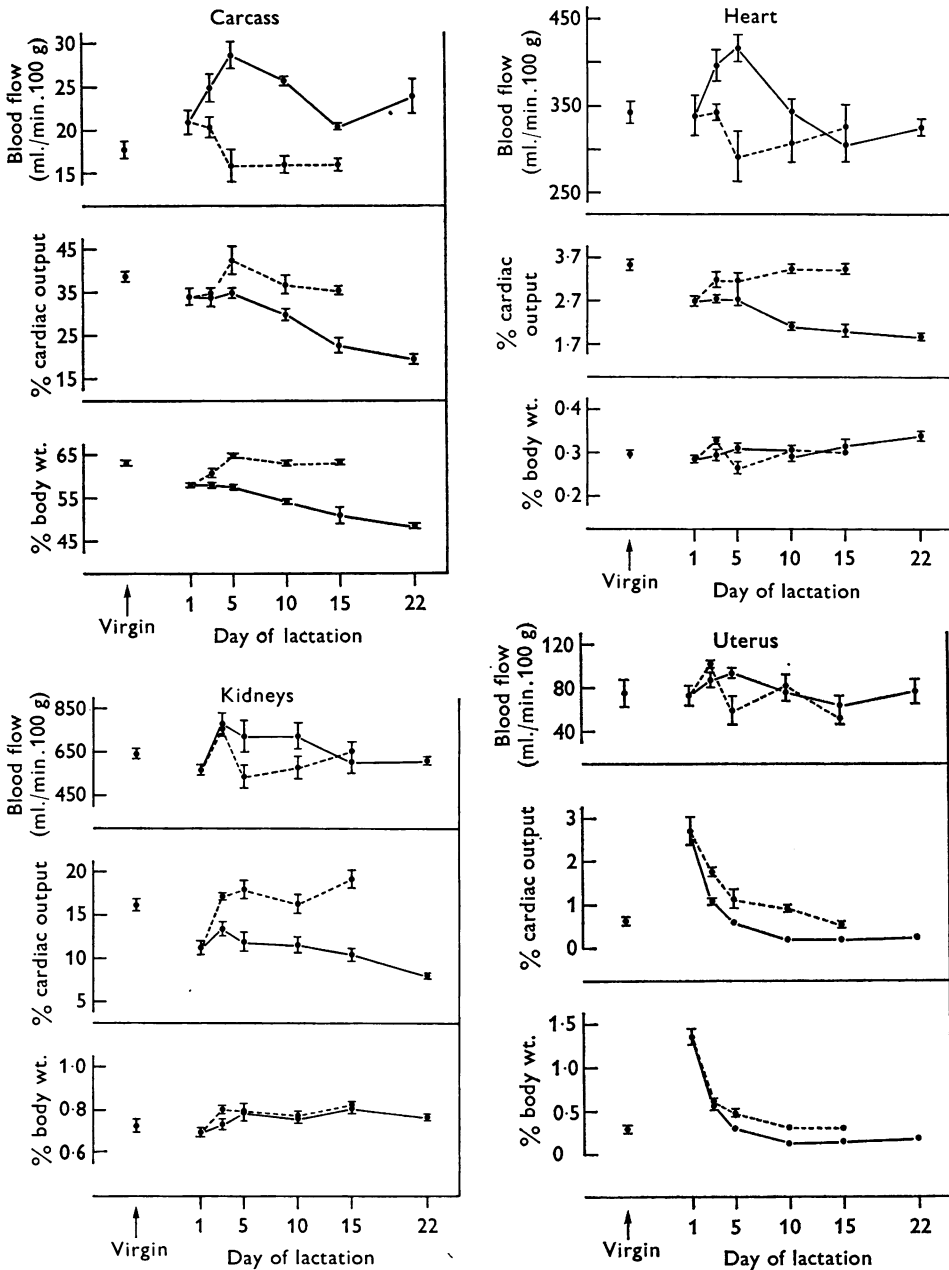 Carcass
Blood flow
(ml./min.100 g)
30
25
20
15
% cardiac output
45
35
25
15
% body wt.
65
55
45
1 5 10 15 22
Virgin
Day of lactation
Heart
Blood flow
(ml./min.100 g)
450
350
250
% cardiac
output
3·7
2·7
1·7
% body wt.
0·4
0·3
0·2
1 5 10 15 22
Virgin
Day of lactation
Kidneys
Blood flow
(ml./min.100 g)
850
650
450
% cardiac output
20
15
10
5
% body wt.
1·0
0·8
0·6
1 5 10 15 22
Virgin
Day of lactation
Uterus
Blood flow
(ml./min.100 g)
120
80
40
% cardiac output
3
2
1
0
% body wt.
1·5
1·0
0·5
0
1 5 10 15 22
Virgin
Day of lactation